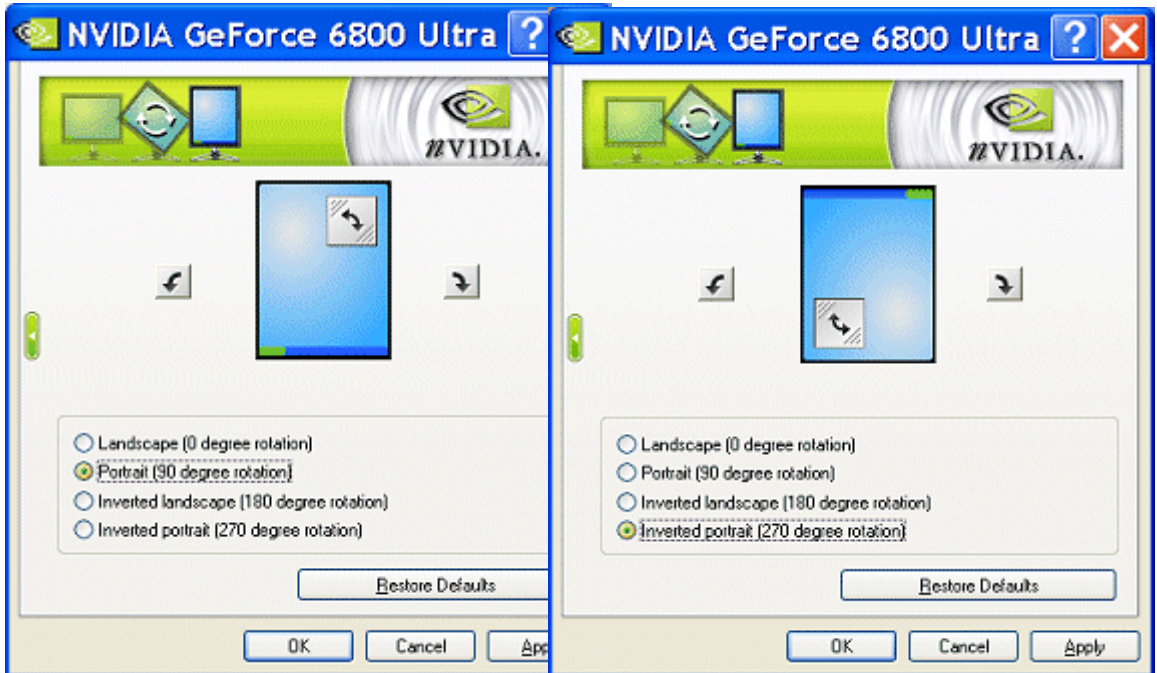 NVIDIA GeForce 6800 Ultra
nVIDIA.
Landscape (0 degree rotation)
Portrait (90 degree rotation)
Inverted landscape (180 degree rotation)
Inverted portrait (270 degree rotation)
Restore Defaults
OK
Cancel
App
NVIDIA GeForce 6800 Ultra
nVIDIA.
Landscape (0 degree rotation)
Portrait (90 degree rotation)
Inverted landscape (180 degree rotation)
Inverted portrait (270 degree rotation)
Restore Defaults
OK
Cancel
Apply